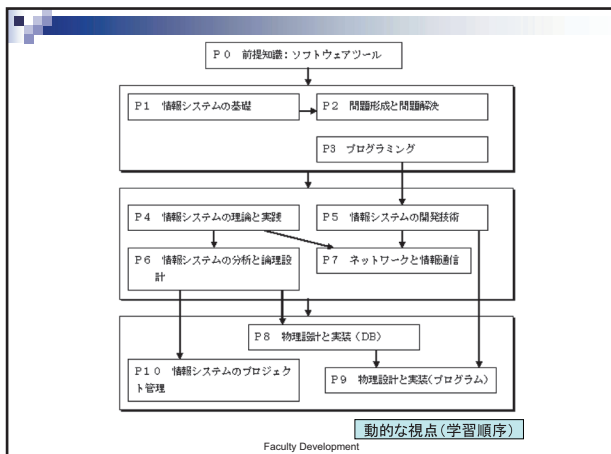 P0 前提知識：ソフトウェアツール
P1 情報システムの基礎
P2 問題形成と問題解決
P3 プログラミング
P4 情報システムの理論と実践
P5 情報システムの開発技術
P6 情報システムの分析と論理設
計
P7 ネットワークと情報通信
P8 物理設計と実装（DB）
P10 情報システムのプロジェク
ト管理
P9 物理設計と実装（プログラム）
動的な視点（学習順序）
Faculty Development